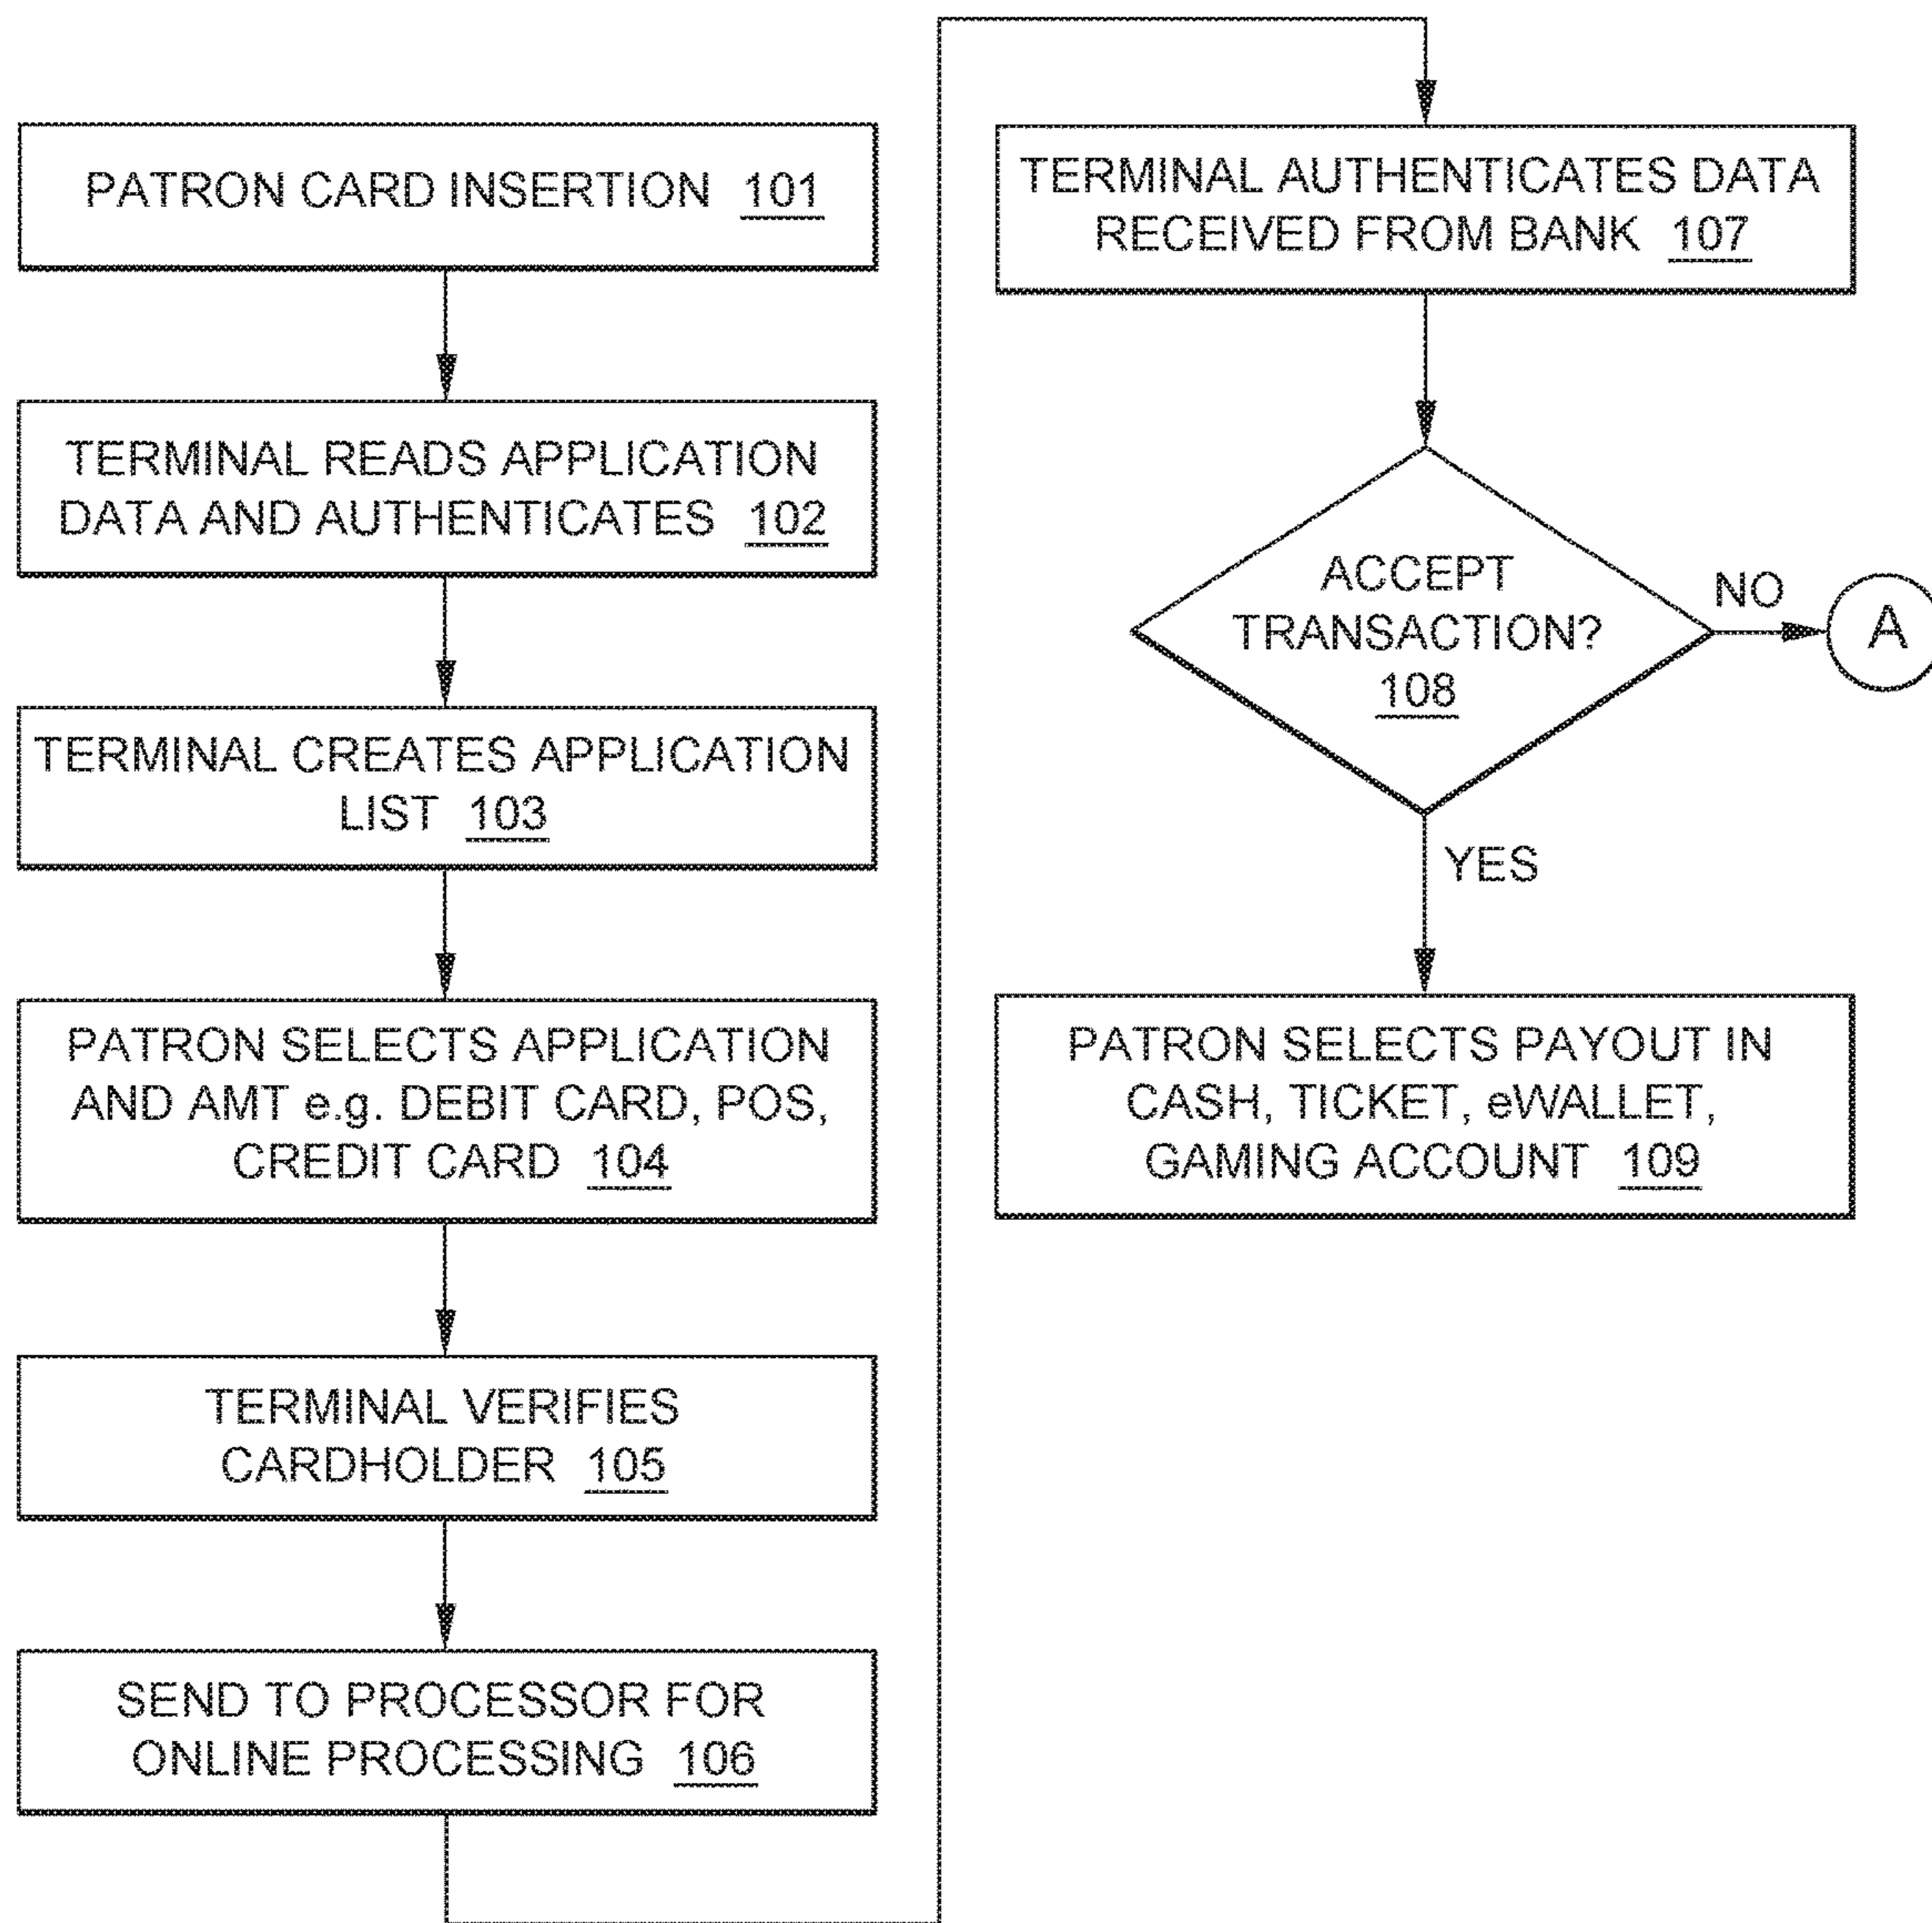 PATRON CARD INSERTION 101
TERMINAL READS APPLICATION
DATA AND AUTHENTICATES 102
TERMINAL CREATES APPLICATION
LIST 103
PATRON SELECTS APPLICATION
AND AMT e.g. DEBIT CARD, POS,
CREDIT CARD 104
TERMINAL VERIFIES
CARDHOLDER 105
SEND TO PROCESSOR FOR
ONLINE PROCESSING 106
TERMINAL AUTHENTICATES DATA
RECEIVED FROM BANK 107
ACCEPT
TRANSACTION?
108
NO
A
YES
PATRON SELECTS PAYOUT IN
CASH, TICKET, eWALLET,
GAMING ACCOUNT 109